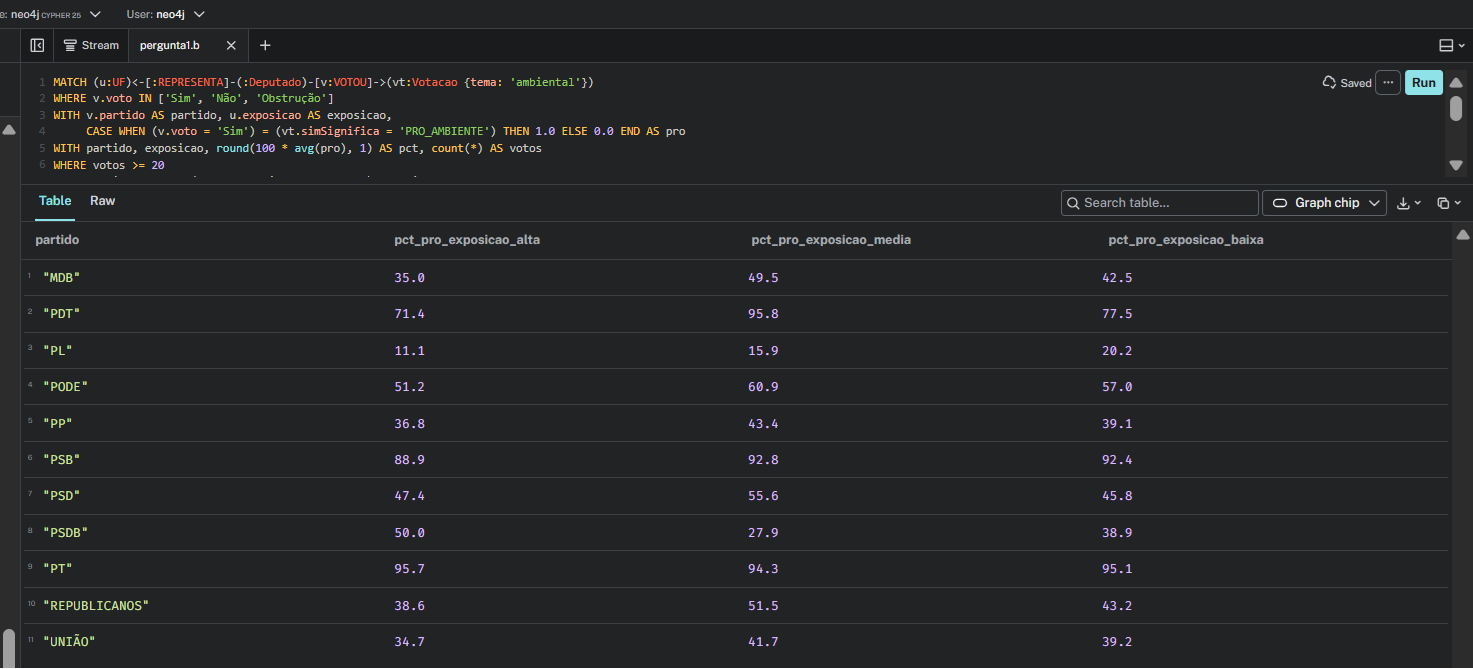 e: neo4j CYPHER 25 User: neo4j
Stream pergunta1.b
1 MATCH (u:UF)<-[:REPRESENTA]-(:Deputado)-[v:VOTOU]->(vt:Votacao {tema: 'ambiental'})
2 WHERE v.voto IN ['Sim', 'Não', 'Obstrução']
3 WITH v.partido AS partido, u.exposicao AS exposicao,
4 CASE WHEN (v.voto = 'Sim') = (vt.simSignifica = 'PRO_AMBIENTE') THEN 1.0 ELSE 0.0 END AS pro
5 WITH partido, exposicao, round(100 * avg(pro), 1) AS pct, count(*) AS votos
6 WHERE votos >= 20
Saved ... Run
Table Raw
Search table... Graph chip
partido pct_pro_exposicao_alta pct_pro_exposicao_media pct_pro_exposicao_baixa
1 "MDB" 35.0 49.5 42.5
2 "PDT" 71.4 95.8 77.5
3 "PL" 11.1 15.9 20.2
4 "PODE" 51.2 60.9 57.0
5 "PP" 36.8 43.4 39.1
6 "PSB" 88.9 92.8 92.4
7 "PSD" 47.4 55.6 45.8
8 "PSDB" 50.0 27.9 38.9
9 "PT" 95.7 94.3 95.1
10 "REPUBLICANOS" 38.6 51.5 43.2
11 "UNIÃO" 34.7 41.7 39.2